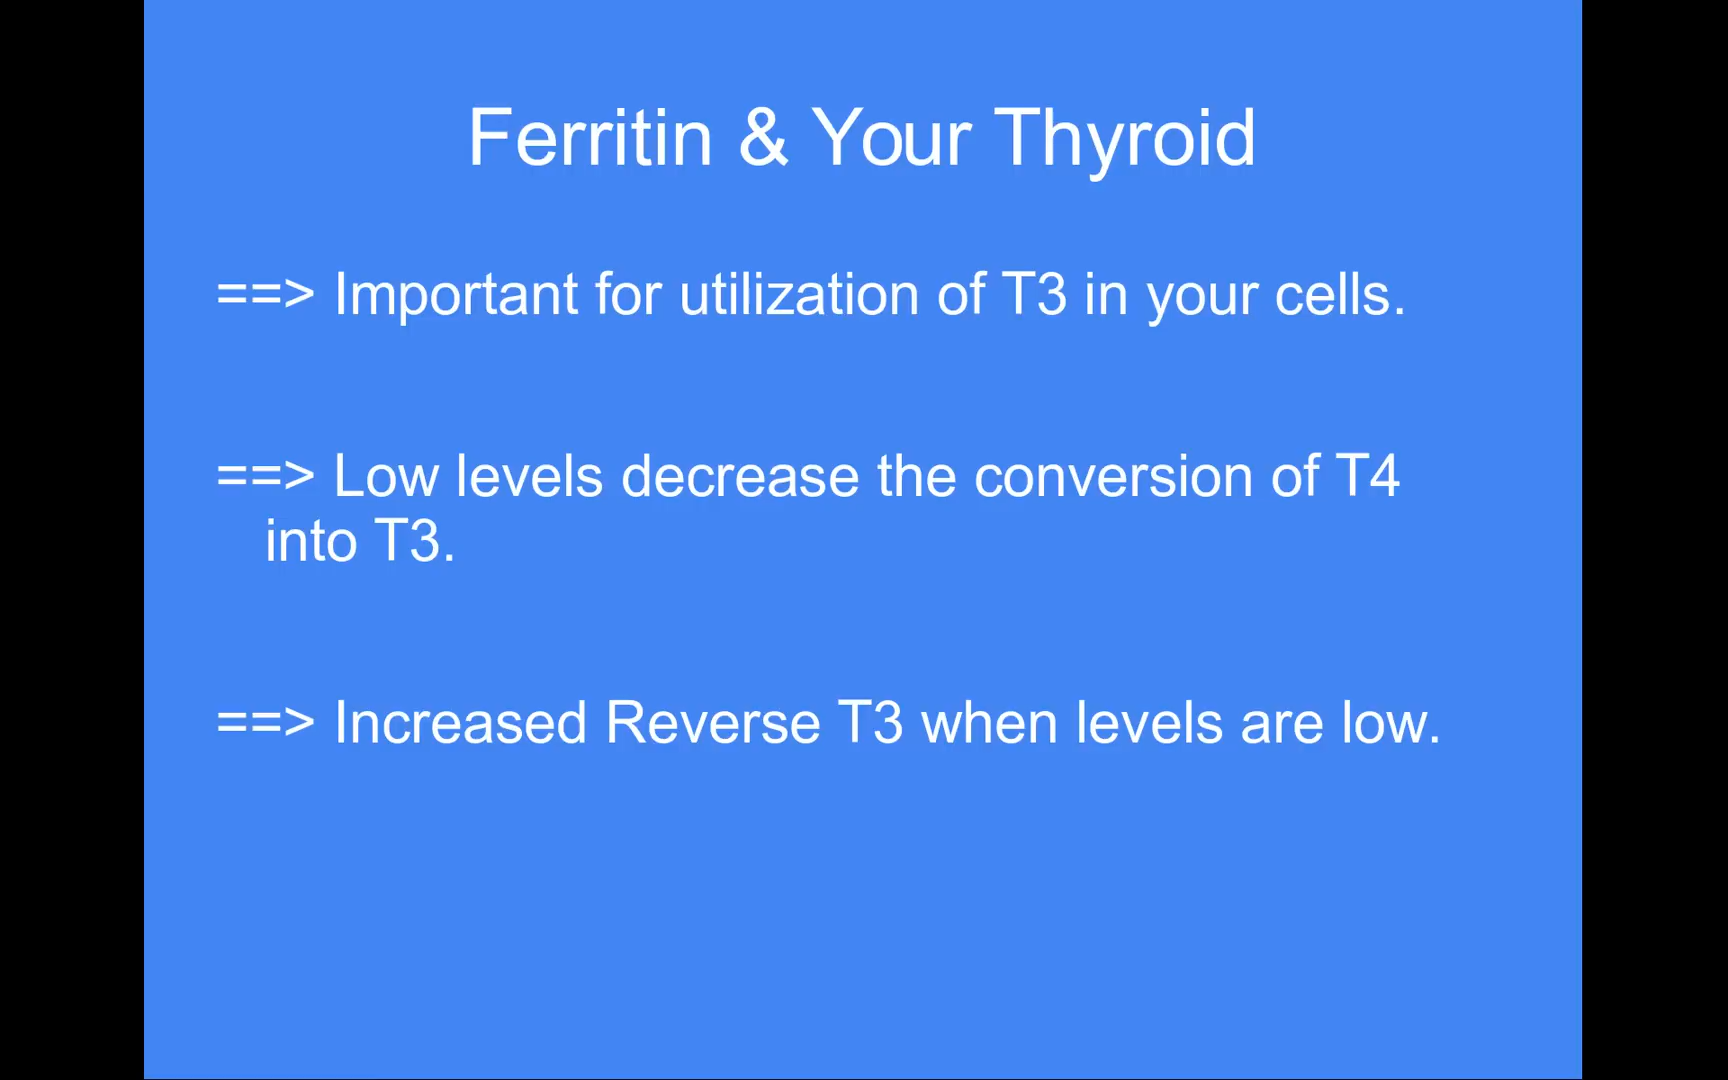 Ferritin & Your Thyroid
==> Important for utilization of T3 in your cells.
==> Low levels decrease the conversion of T4
into T3.
==> Increased Reverse T3 when levels are low.